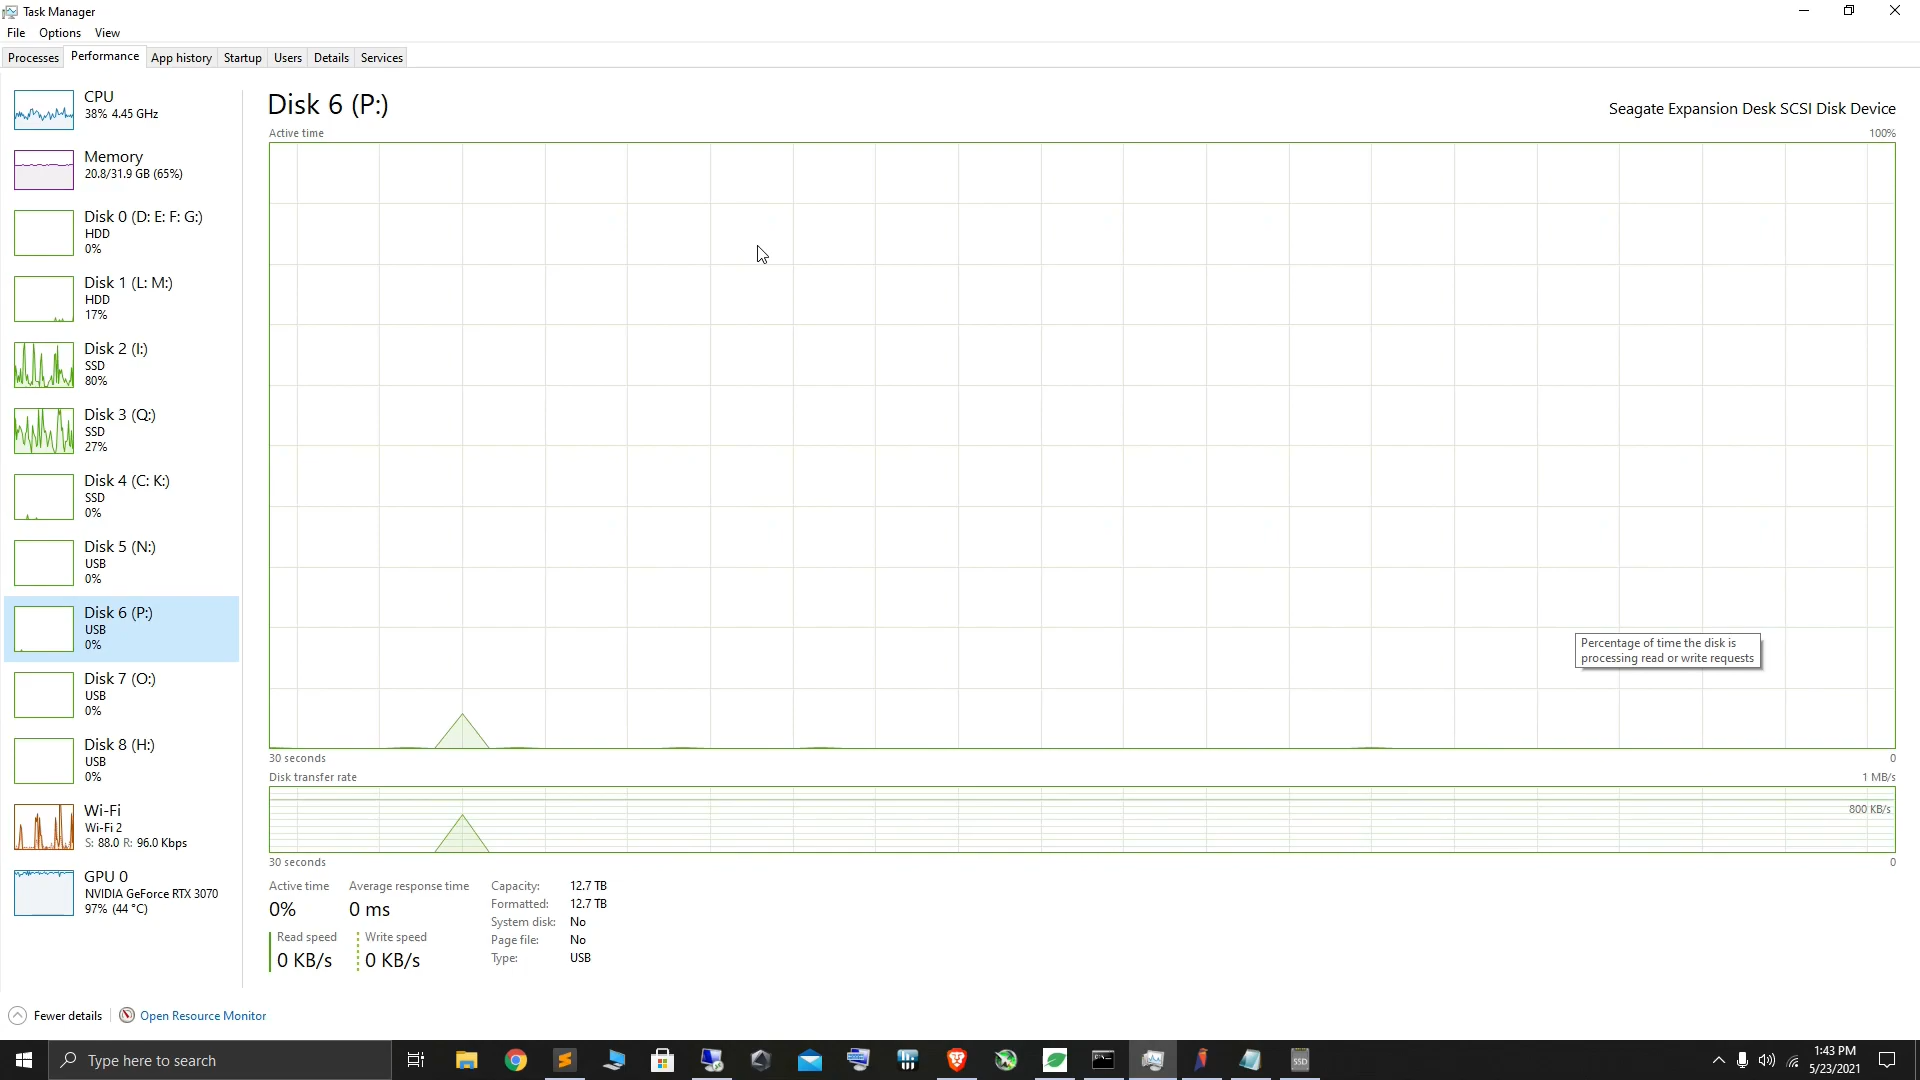 Task Manager
File Options View
Processes Performance App history Startup Users Details Services
CPU
38% 4.45 GHz
Memory
20.8/31.9 GB (65%)
Disk 0 (D: E: F: G:)
HDD
0%
Disk 1 (L: M:)
HDD
17%
Disk 2 (I:)
SSD
80%
Disk 3 (Q:)
SSD
27%
Disk 4 (C: K:)
SSD
0%
Disk 5 (N:)
USB
0%
Disk 6 (P:)
USB
0%
Disk 7 (O:)
USB
0%
Disk 8 (H:)
USB
0%
Wi-Fi
Wi-Fi 2
S: 88.0 R: 96.0 Kbps
GPU 0
NVIDIA GeForce RTX 3070
97% (44 °C)
Disk 6 (P:)
Seagate Expansion Desk SCSI Disk Device
Active time 100%
Percentage of time the disk is
processing read or write requests
30 seconds 0
Disk transfer rate 1 MB/s
800 KB/s
30 seconds 0
Active time Average response time
0% 0 ms
Read speed Write speed
0 KB/s 0 KB/s
Capacity: 12.7 TB
Formatted: 12.7 TB
System disk: No
Page file: No
Type: USB
Fewer details Open Resource Monitor
Type here to search
SSD
1:43 PM
5/23/2021